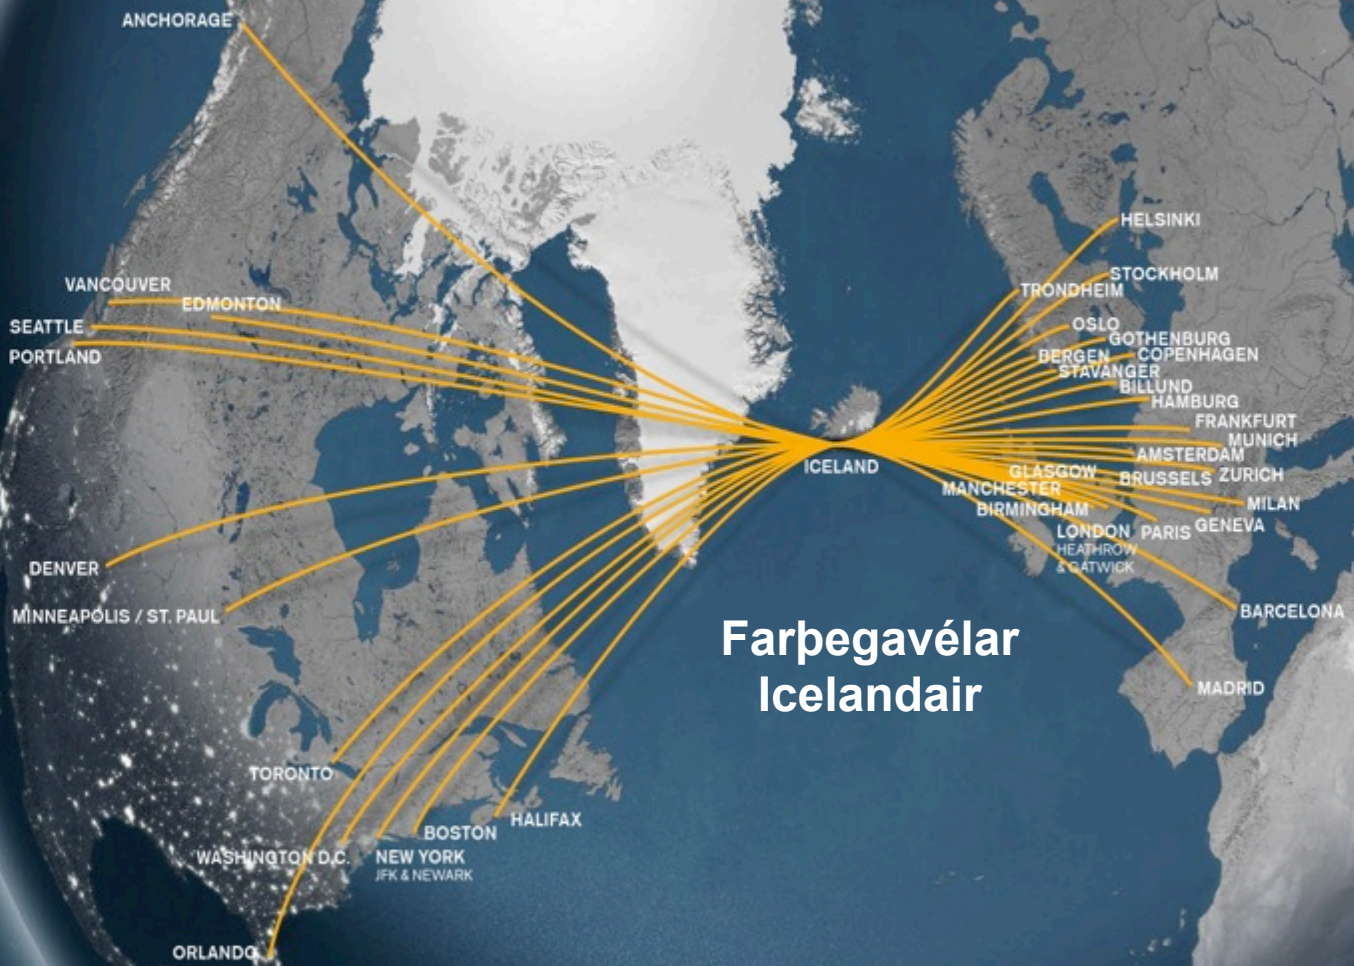 ANCHORAGE
HELSINKI
STOCKHOLM
VANCOUVER
TRONDHEIM
EDMONTON
SEATTLE
OSLO
GOTHENBURG
PORTLAND
BERGEN
COPENHAGEN
STAVANGER
BILLUND
HAMBURG
FRANKFURT
MUNICH
AMSTERDAM
ICELAND
GLASGOW
BRUSSELS
ZURICH
MANCHESTER
MILAN
BIRMINGHAM
GENEVA
LONDON
HEATHROW
& GATWICK
PARIS
DENVER
MINNEAPOLIS / ST. PAUL
BARCELONA
Farþegavélar
Icelandair
MADRID
TORONTO
HALIFAX
BOSTON
WASHINGTON D.C.
NEW YORK
JFK & NEWARK
ORLANDO